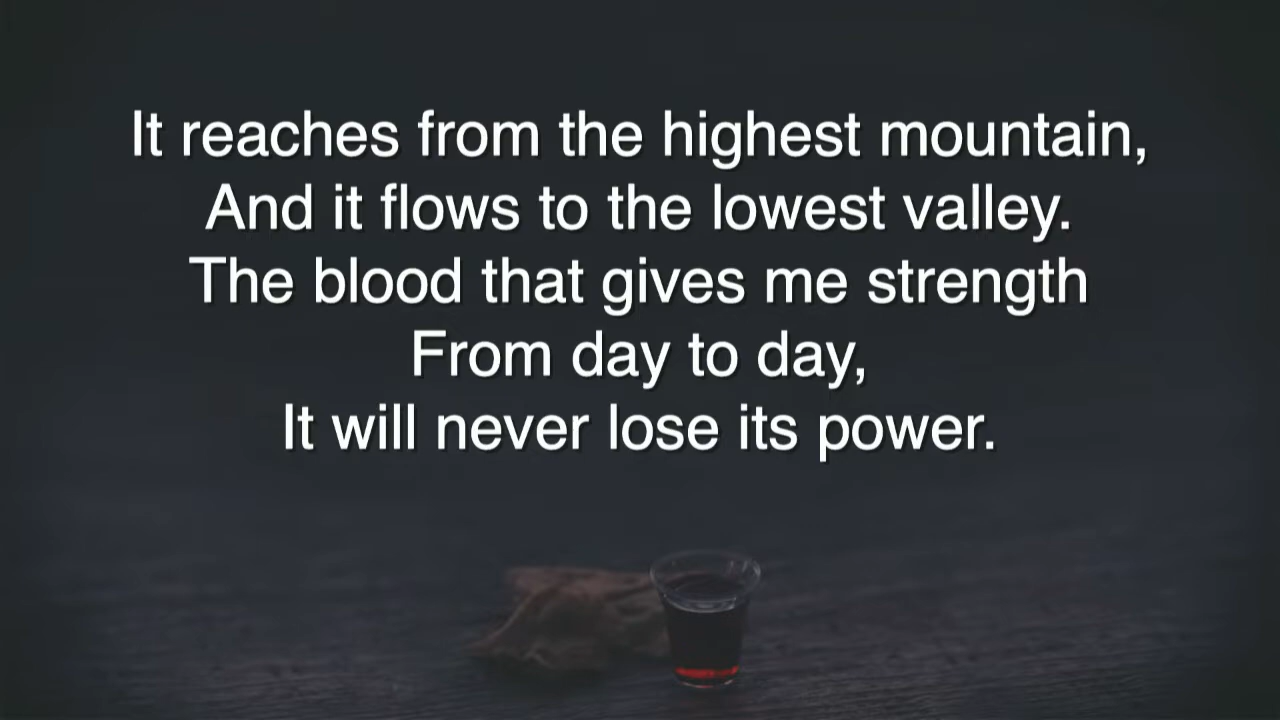 It reaches from the highest mountain,
And it flows to the lowest valley.
The blood that gives me strength
From day to day,
It will never lose its power.